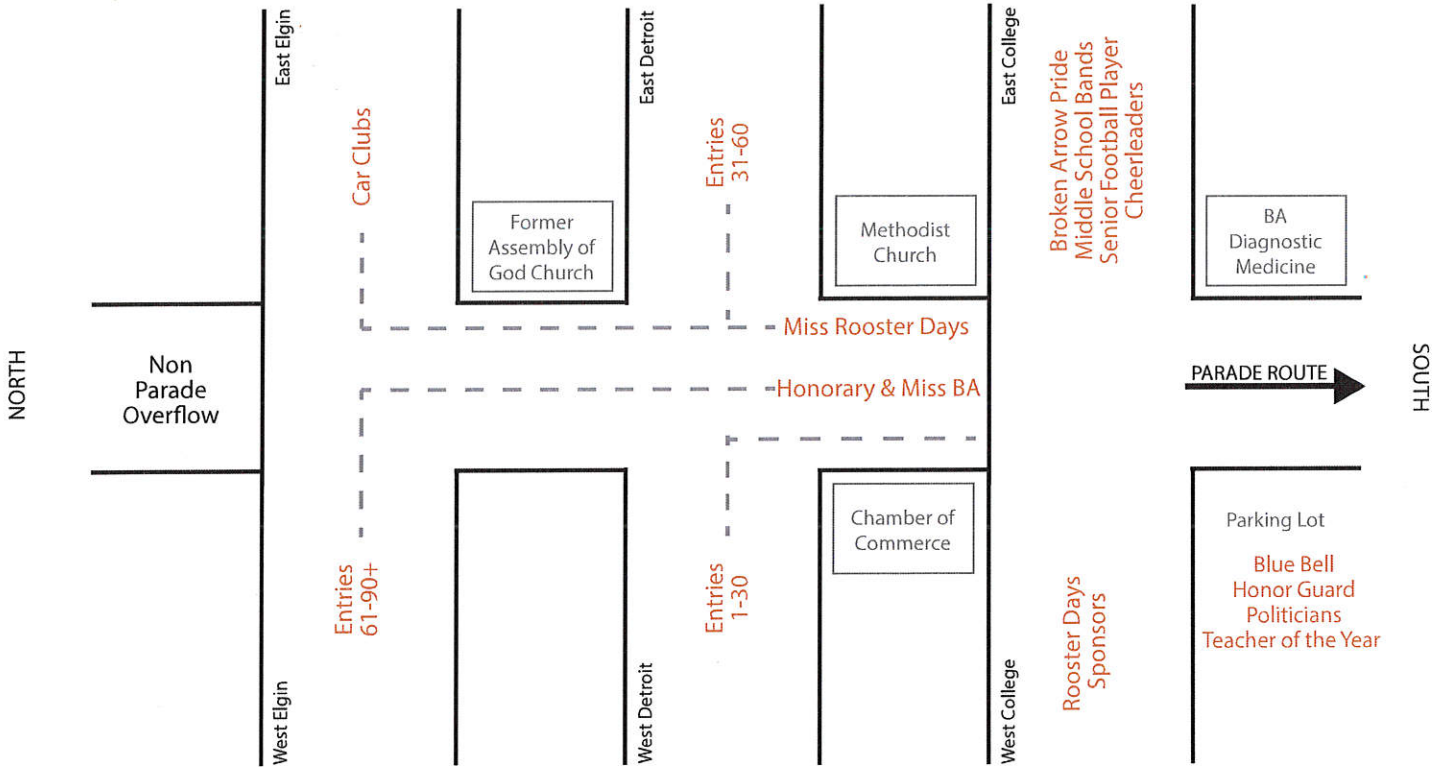 NORTH
Non
Parade
Overflow
East Elgin
Car Clubs
Former
Assembly of
God Church
East Detroit
Entries
31-60
Methodist
Church
East College
Broken Arrow Pride
Middle School Bands
Senior Football Player
Cheerleaders
BA
Diagnostic
Medicine
Miss Rooster Days
Honorary & Miss BA
PARADE ROUTE
SOUTH
West Elgin
Entries
61-90+
West Detroit
Entries
1-30
Chamber of
Commerce
West College
Rooster Days
Sponsors
Parking Lot
Blue Bell
Honor Guard
Politicians
Teacher of the Year